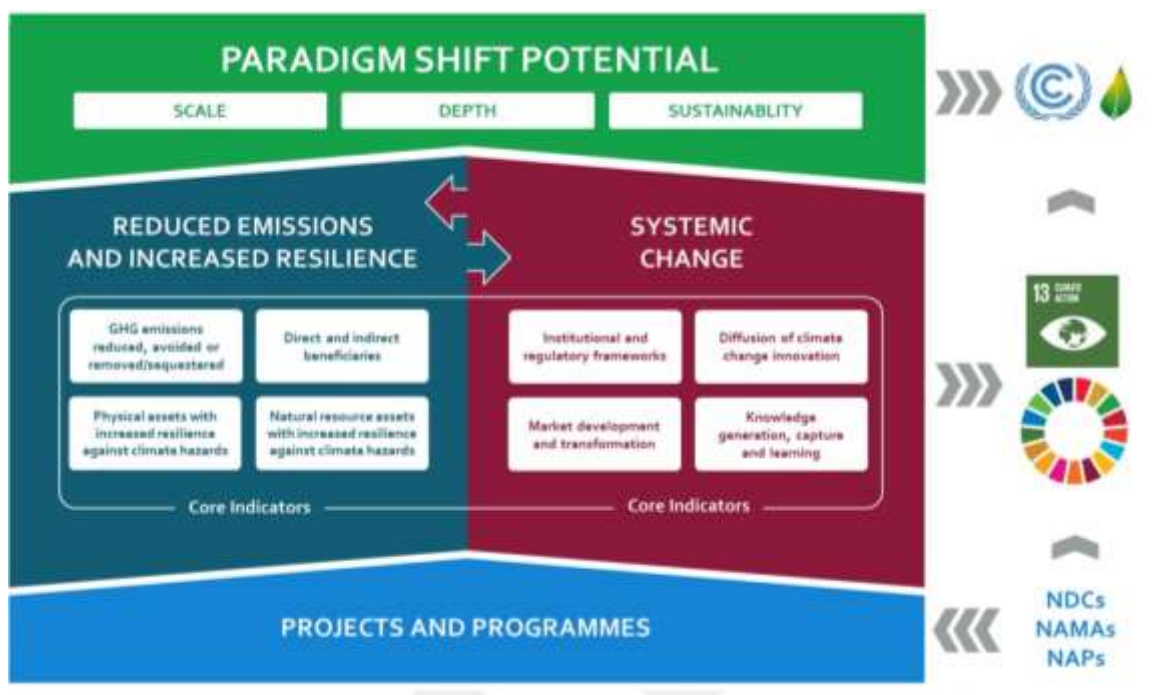 PARADIGM SHIFT POTENTIAL
SCALE
DEPTH
SUSTAINABLITY
REDUCED EMISSIONS
AND INCREASED RESILIENCE
SYSTEMIC
CHANGE
GHG emissions
reduced, avoided or
removed/sequestered
Direct and indirect
beneficiaries
Physical assets with
increased resilience
against climate hazards
Natural resource assets
with increased resilience
against climate hazards
Core Indicators
Institutional and
regulatory frameworks
Diffusion of climate
change innovation
Market development
and transformation
Knowledge
generation, capture
and learning
Core Indicators
PROJECTS AND PROGRAMMES
13 CLIMATE
ACTION
NDCs
NAMAs
NAPs